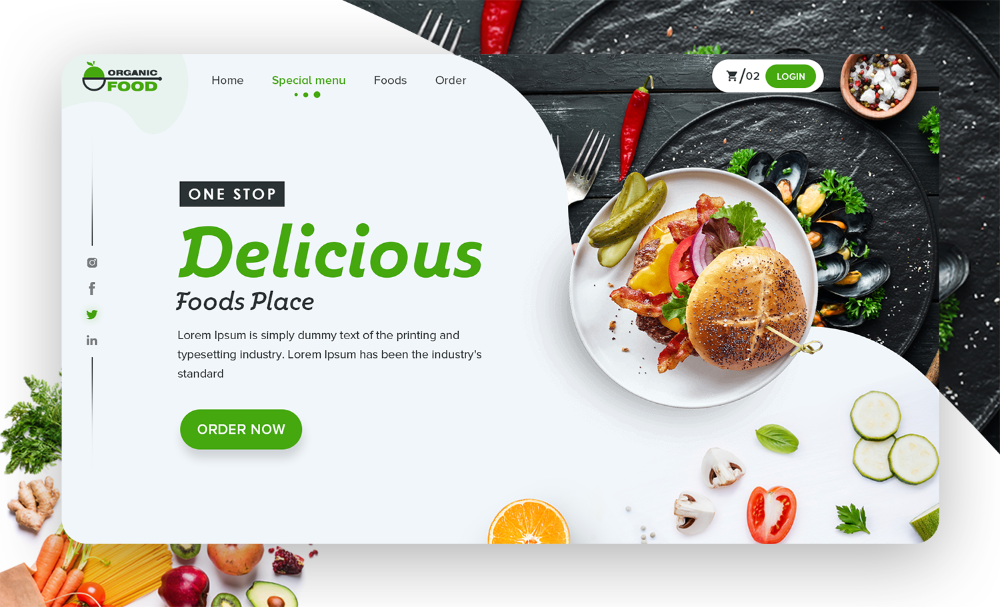 ORGANIC
FOOD
Home Special menu Foods Order
/02 LOGIN
ONE STOP
Delicious
Foods Place
Lorem Ipsum is simply dummy text of the printing and
typesetting industry. Lorem Ipsum has been the industry's
standard
ORDER NOW